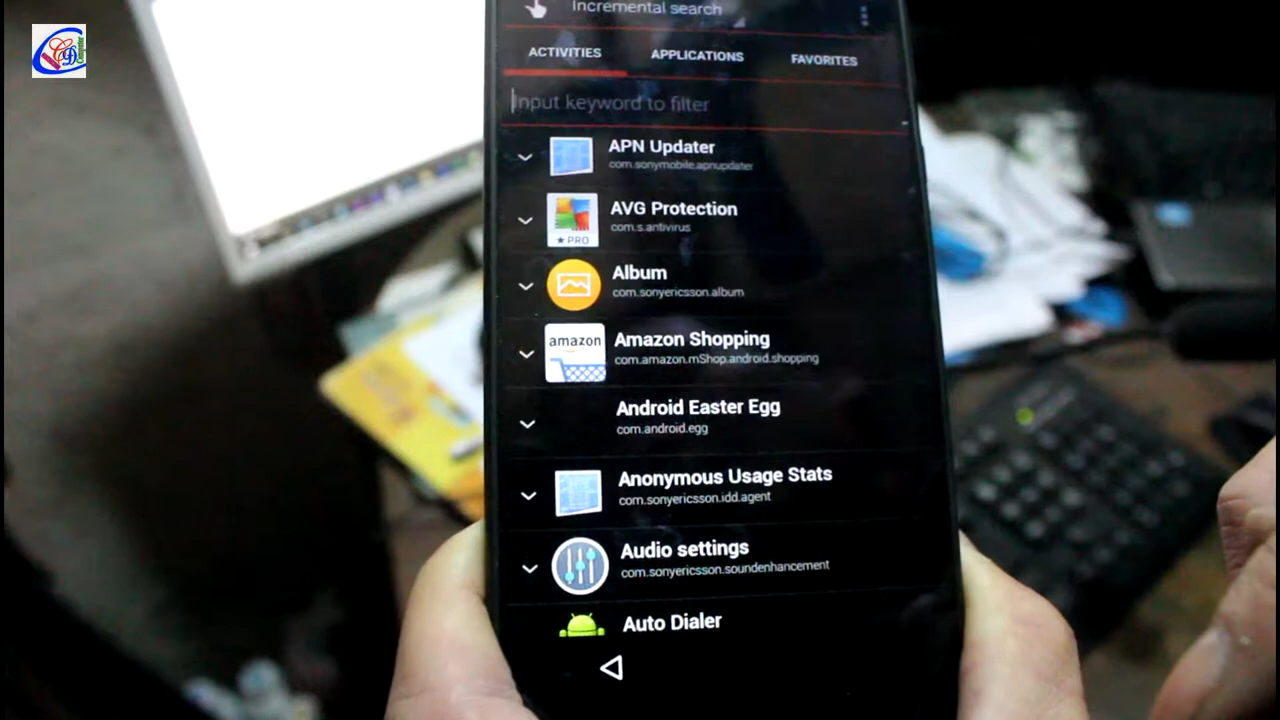 Incremental search
ACTIVITIES APPLICATIONS FAVORITES
Input keyword to filter
APN Updater
com.sonymobile.apnupdater
AVG Protection
com.s.antivirus
★PRO
Album
com.sonyericsson.album
Amazon Shopping
amazon
com.amazon.mShop.android.shopping
Android Easter Egg
com.android.egg
Anonymous Usage Stats
com.sonyericsson.idd.agent
Audio settings
com.sonyericsson.soundenhancement
Auto Dialer